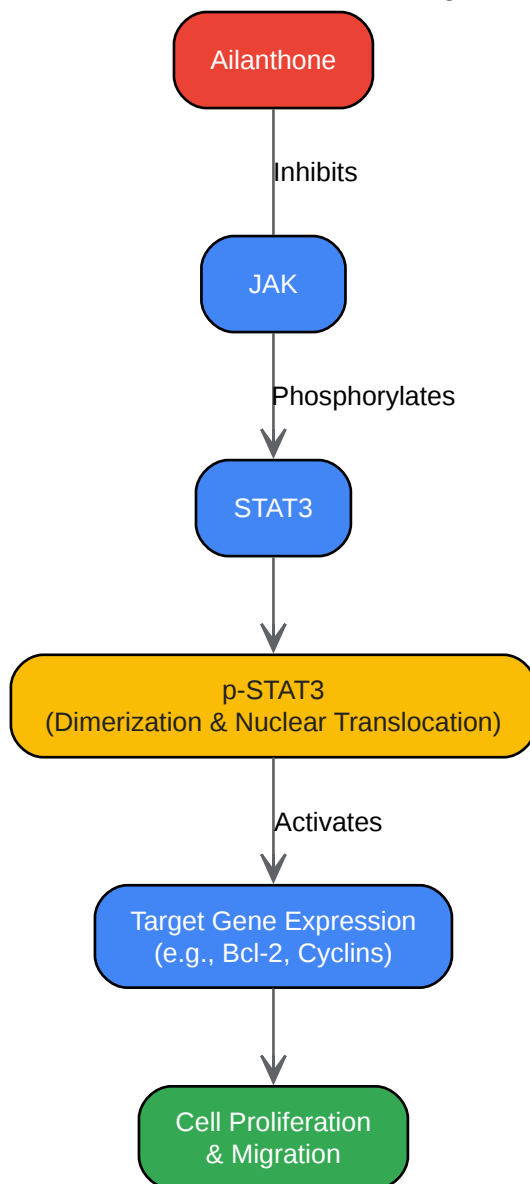 Ailanthone
Inhibits
JAK
Phosphorylates
STAT3
p-STAT3
(Dimerization & Nuclear Translocation)
Activates
Target Gene Expression
(e.g., Bcl-2, Cyclins)
Cell Proliferation
& Migration